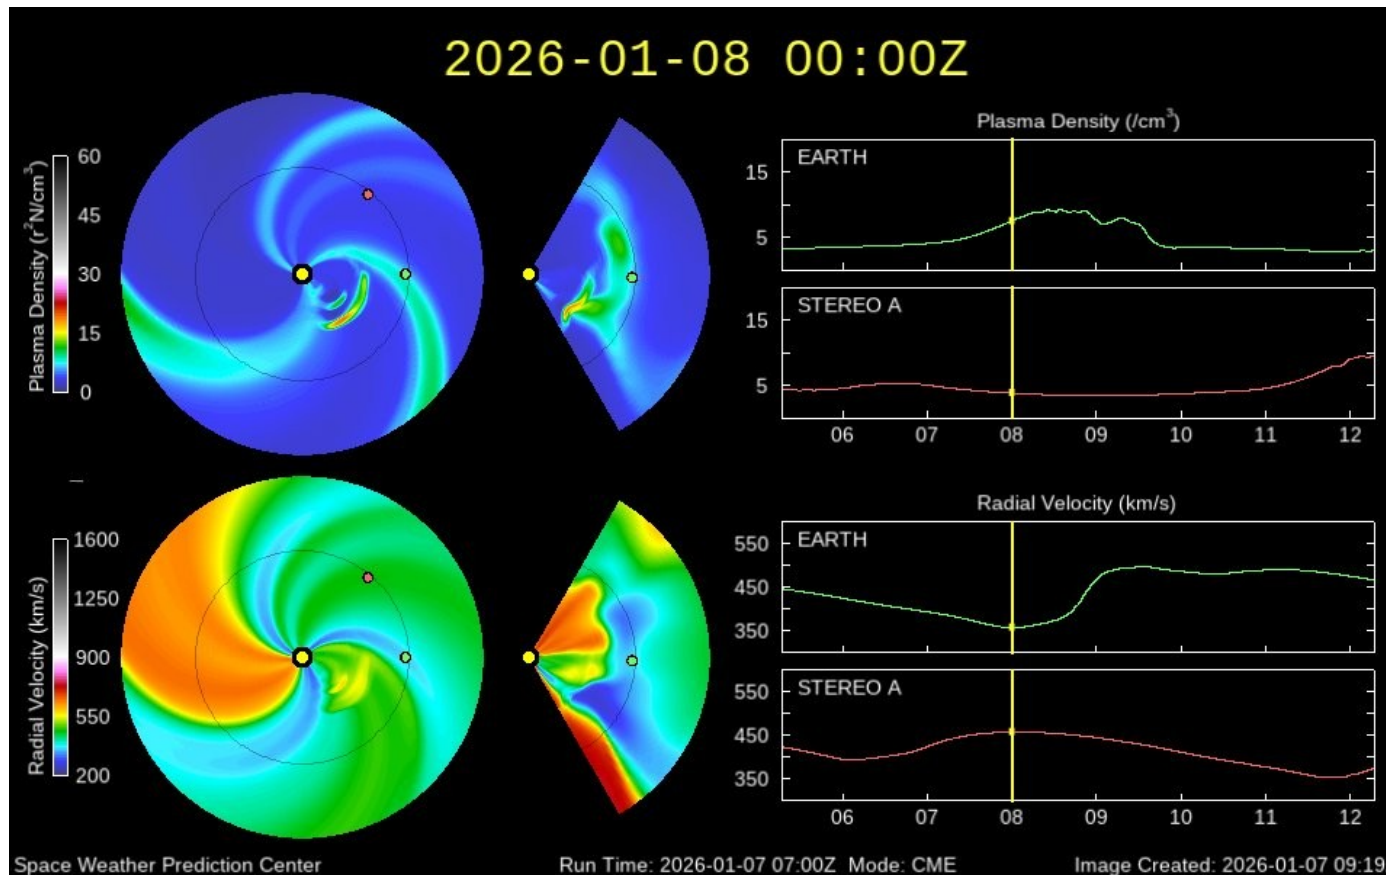 2026-01-08 00:00Z
Plasma Density (r²N/cm³)
60
45
30
15
0
Plasma Density (/cm³)
EARTH
15
5
STEREO A
15
5
06 07 08 09 10 11 12
Radial Velocity (km/s)
1600
1250
900
550
200
Radial Velocity (km/s)
EARTH
550
450
350
STEREO A
550
450
350
06 07 08 09 10 11 12
Space Weather Prediction Center Run Time: 2026-01-07 07:00Z Mode: CME Image Created: 2026-01-07 09:19